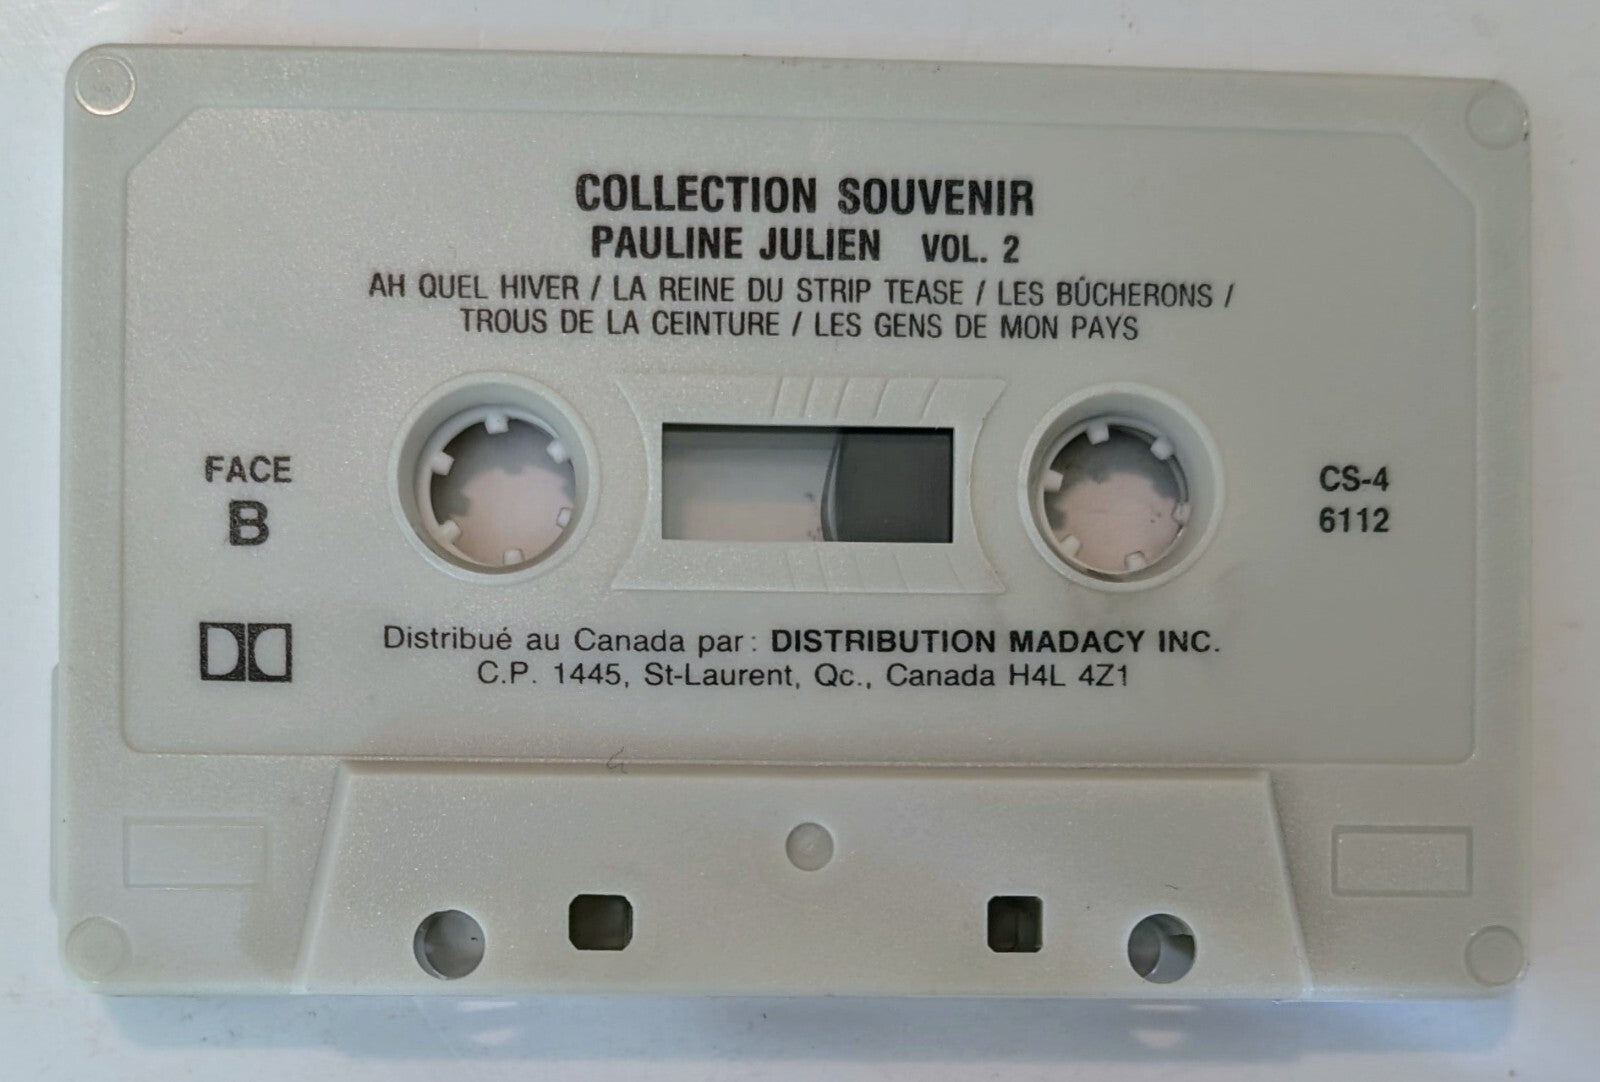 COLLECTION SOUVENIR
PAULINE JULIEN VOL. 2
AH QUEL HIVER / LA REINE DU STRIP TEASE / LES BÛCHERONS /
TROUS DE LA CEINTURE / LES GENS DE MON PAYS
FACE
B
CS-4
6112
Distribué au Canada par : DISTRIBUTION MADACY INC.
C.P. 1445, St-Laurent, Qc., Canada H4L 4Z1